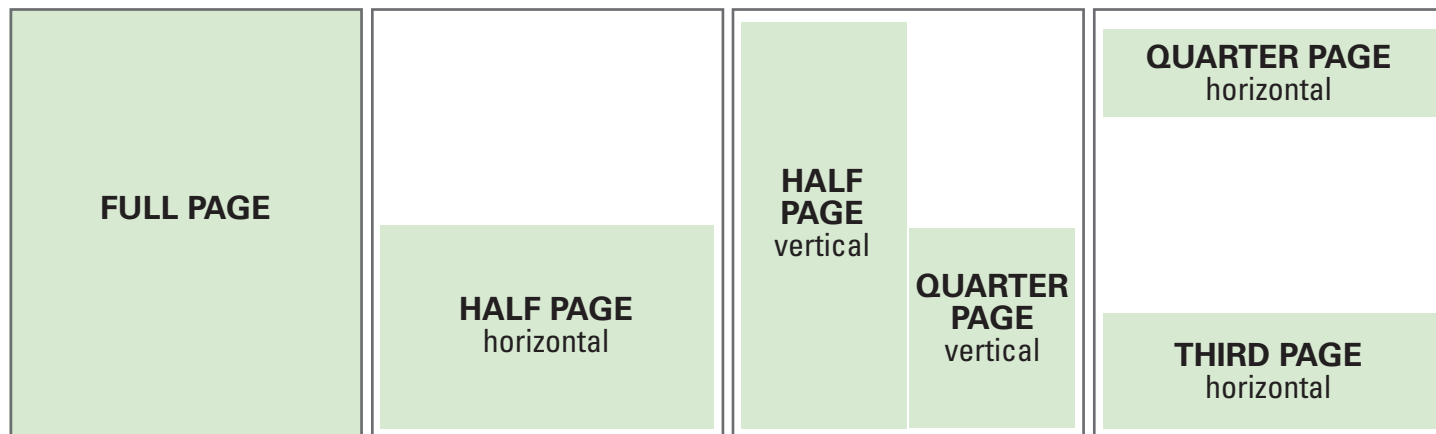 FULL PAGE
HALF PAGE
horizontal
HALF
PAGE
vertical
QUARTER
PAGE
vertical
QUARTER PAGE
horizontal
THIRD PAGE
horizontal